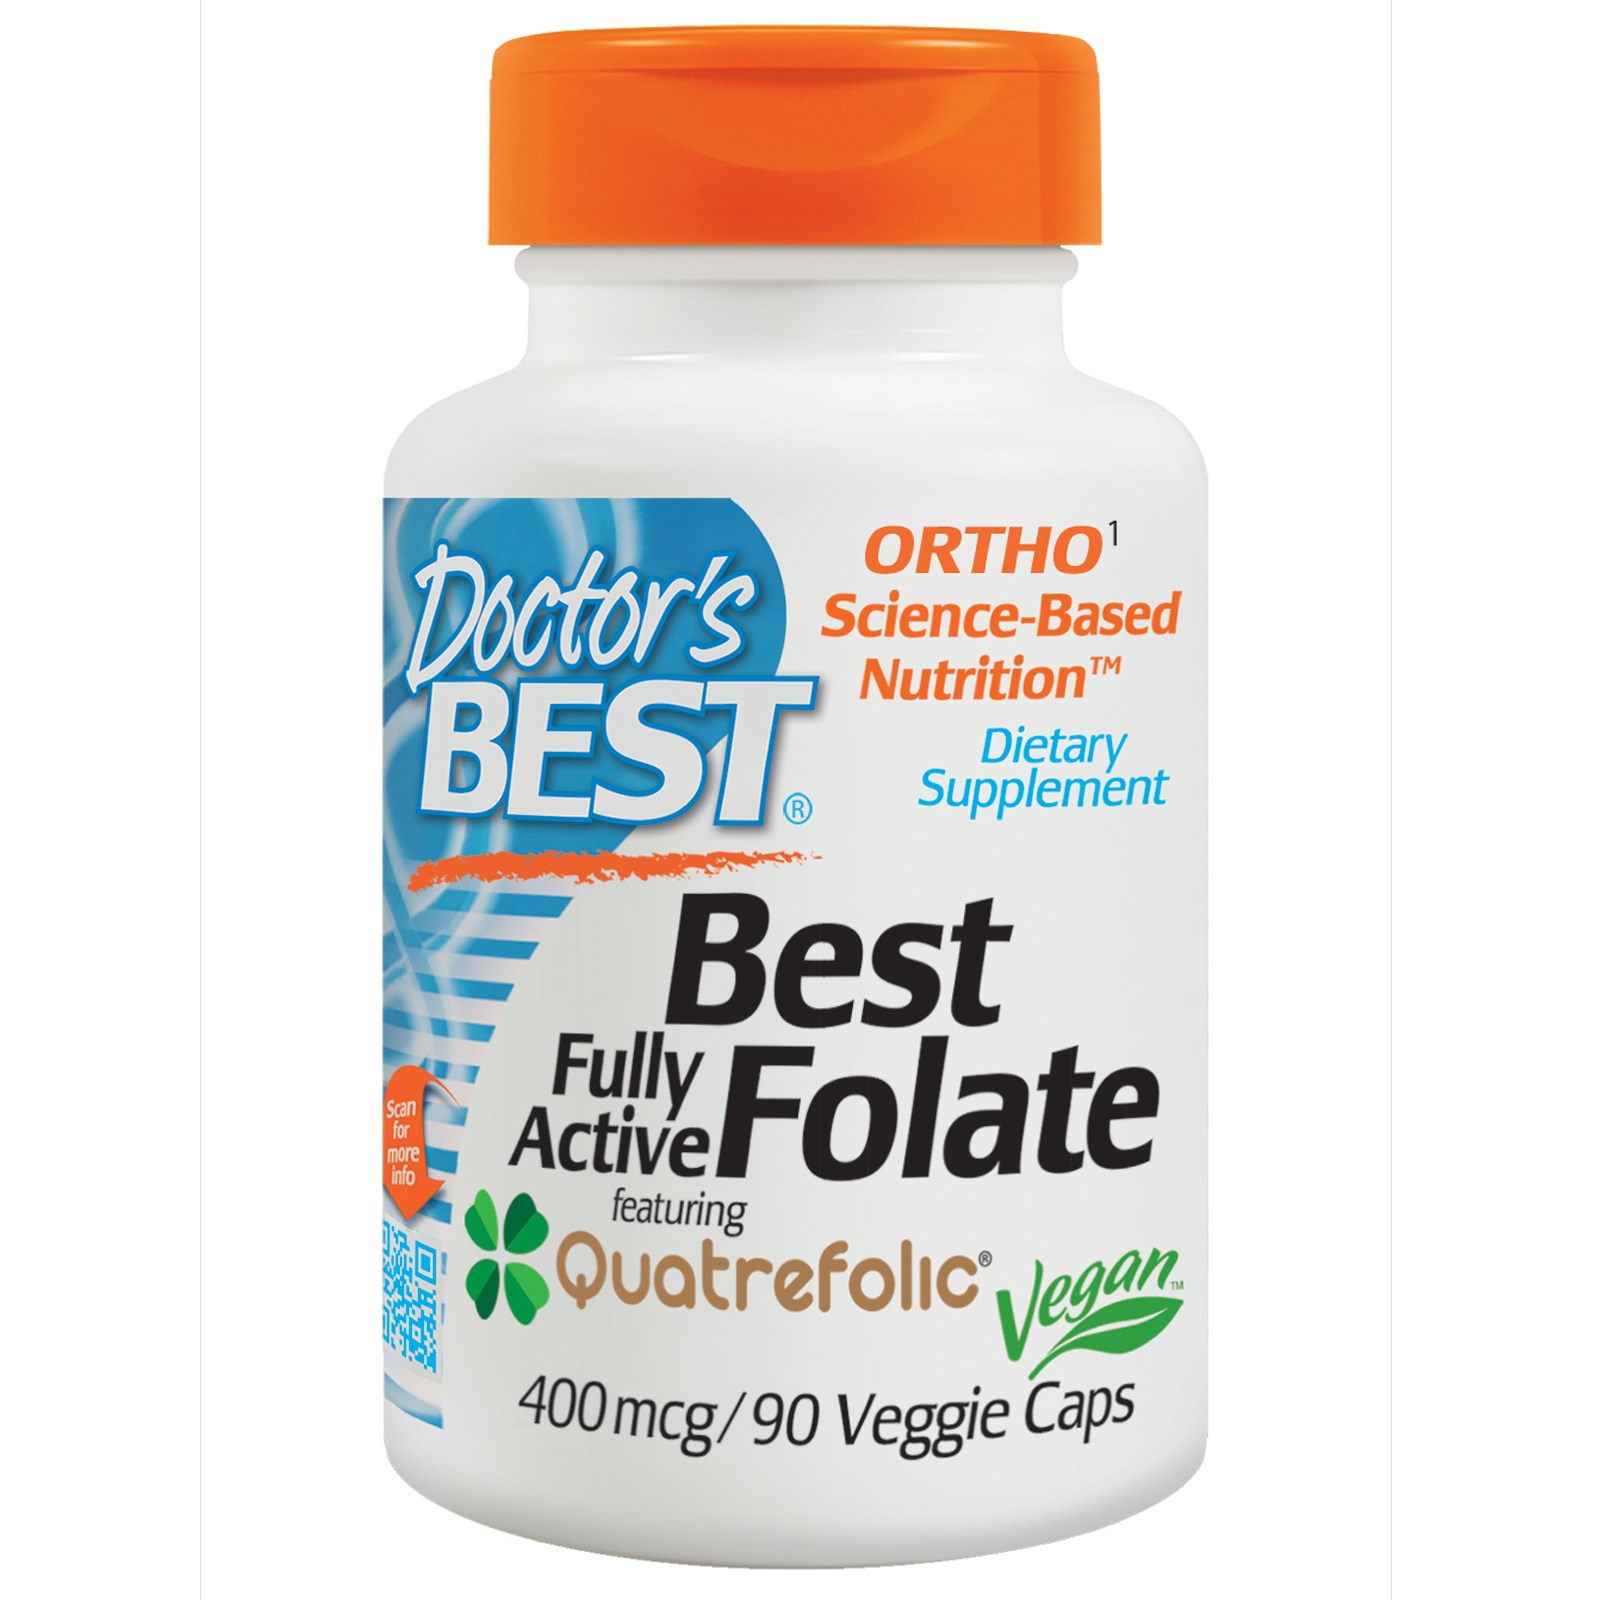 Doctor's
BEST®
ORTHO¹
Science-Based
Nutrition™
Dietary
Supplement
Best
Fully
Active
Folate
featuring
Quatrefolic®
Vegan™
Scan
for
more
info
400 mcg / 90 Veggie Caps